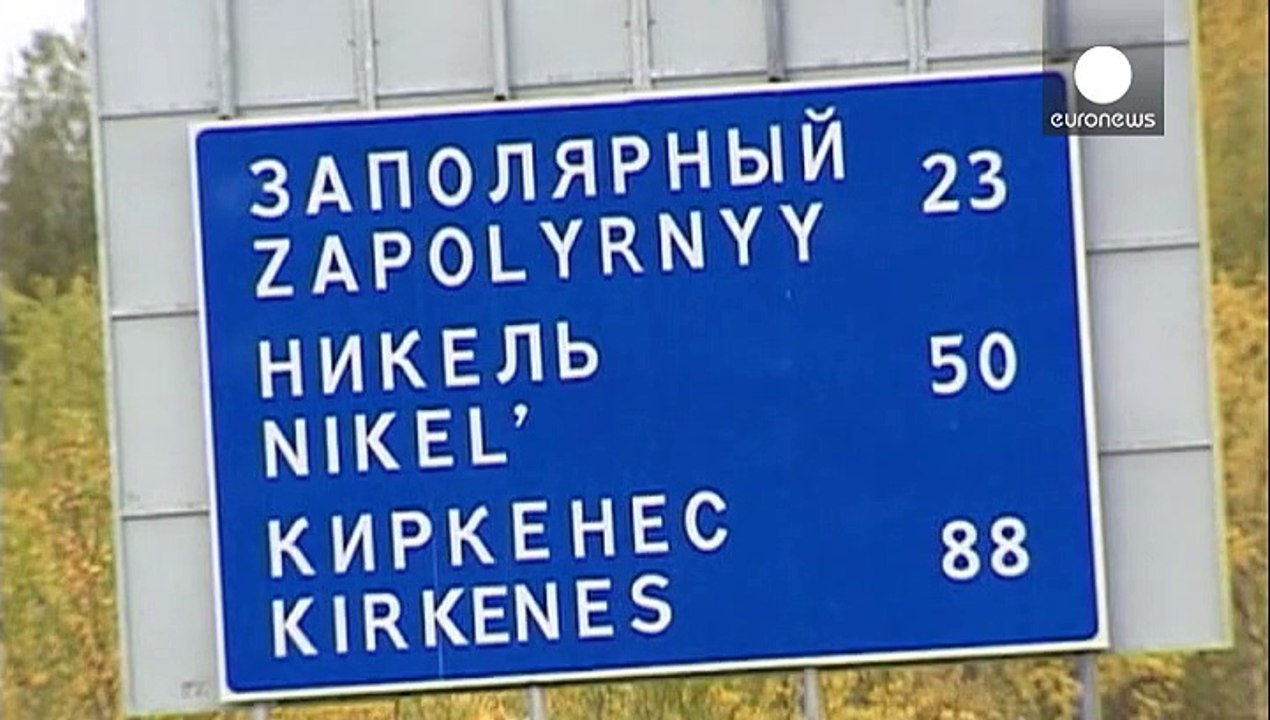 euronews
ЗАПОЛЯРНЫЙ 23
ZAPOLYRNYY
НИКЕЛЬ 50
NIKEL’
КИРКЕНЕС 88
KIRKENES